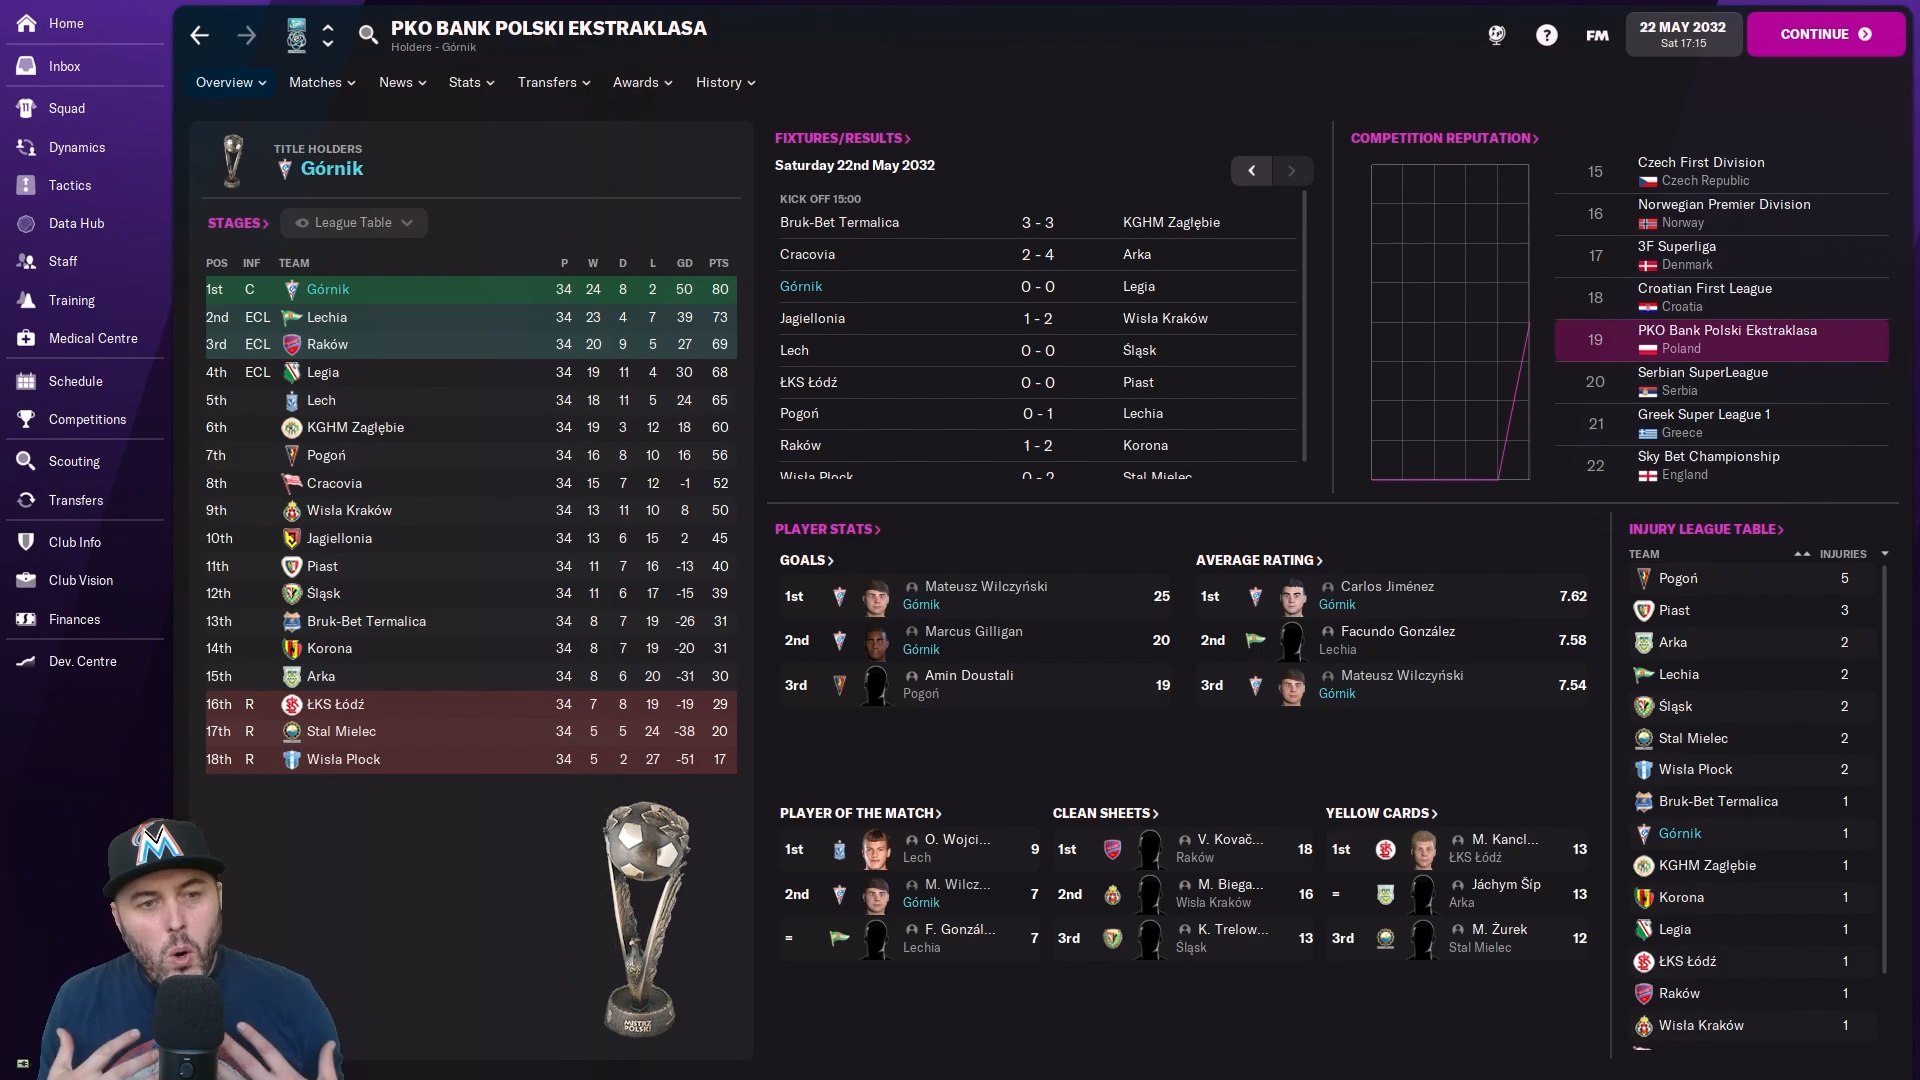 Home
Inbox
Squad
Dynamics
Tactics
Data Hub
Staff
Training
Medical Centre
Schedule
Competitions
Scouting
Transfers
Club Info
Club Vision
Finances
Dev. Centre
PKO BANK POLSKI EKSTRAKLASA
Holders - Górnik
FM
22 MAY 2032
Sat 17:15
CONTINUE
Overview Matches News Stats Transfers Awards History
TITLE HOLDERS
Górnik
STAGES
League Table
POS INF TEAM P W D L GD PTS
1st C Górnik 34 24 8 2 50 80
2nd ECL Lechia 34 23 4 7 39 73
3rd ECL Raków 34 20 9 5 27 69
4th ECL Legia 34 19 11 4 30 68
5th Lech 34 18 11 5 24 65
6th KGHM Zagłębie 34 19 3 12 18 60
7th Pogoń 34 16 8 10 16 56
8th Cracovia 34 15 7 12 -1 52
9th Wisła Kraków 34 13 11 10 8 50
10th Jagiellonia 34 13 6 15 2 45
11th Piast 34 11 7 16 -13 40
12th Śląsk 34 11 6 17 -15 39
13th Bruk-Bet Termalica 34 8 7 19 -26 31
14th Korona 34 8 7 19 -20 31
15th Arka 34 8 6 20 -31 30
16th R ŁKS Łódź 34 7 8 19 -19 29
17th R Stal Mielec 34 5 5 24 -38 20
18th R Wisła Płock 34 5 2 27 -51 17
MISTRZ
POLSKI
FIXTURES/RESULTS
Saturday 22nd May 2032
KICK OFF 15:00
Bruk-Bet Termalica 3 - 3 KGHM Zagłębie
Cracovia 2 - 4 Arka
Górnik 0 - 0 Legia
Jagiellonia 1 - 2 Wisła Kraków
Lech 0 - 0 Śląsk
ŁKS Łódź 0 - 0 Piast
Pogoń 0 - 1 Lechia
Raków 1 - 2 Korona
Wisła Płock 0 - 2 Stal Mielec
COMPETITION REPUTATION
15 Czech First Division
Czech Republic
16 Norwegian Premier Division
Norway
17 3F Superliga
Denmark
18 Croatian First League
Croatia
19 PKO Bank Polski Ekstraklasa
Poland
20 Serbian SuperLeague
Serbia
21 Greek Super League 1
Greece
22 Sky Bet Championship
England
PLAYER STATS
GOALS
1st Mateusz Wilczyński 25
Górnik
2nd Marcus Gilligan 20
Górnik
3rd Amin Doustali 19
Pogoń
AVERAGE RATING
1st Carlos Jiménez 7.62
Górnik
2nd Facundo González 7.58
Lechia
3rd Mateusz Wilczyński 7.54
Górnik
PLAYER OF THE MATCH
1st O. Wojci... 9
Lech
2nd M. Wilcz... 7
Górnik
= F. Gonzál... 7
Lechia
CLEAN SHEETS
1st V. Kovač... 18
Raków
2nd M. Biega... 16
Wisła Kraków
3rd K. Trelow... 13
Śląsk
YELLOW CARDS
1st M. Kancl... 13
ŁKS Łódź
= Jáchym Šíp 13
Arka
3rd M. Żurek 12
Stal Mielec
INJURY LEAGUE TABLE
TEAM INJURIES
Pogoń 5
Piast 3
Arka 2
Lechia 2
Śląsk 2
Stal Mielec 2
Wisła Płock 2
Bruk-Bet Termalica 1
Górnik 1
KGHM Zagłębie 1
Korona 1
Legia 1
ŁKS Łódź 1
Raków 1
Wisła Kraków 1